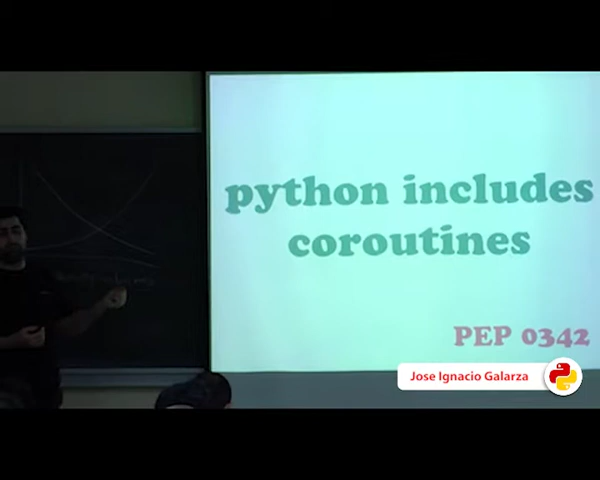 python includes
coroutines
PEP 0342
Jose Ignacio Galarza